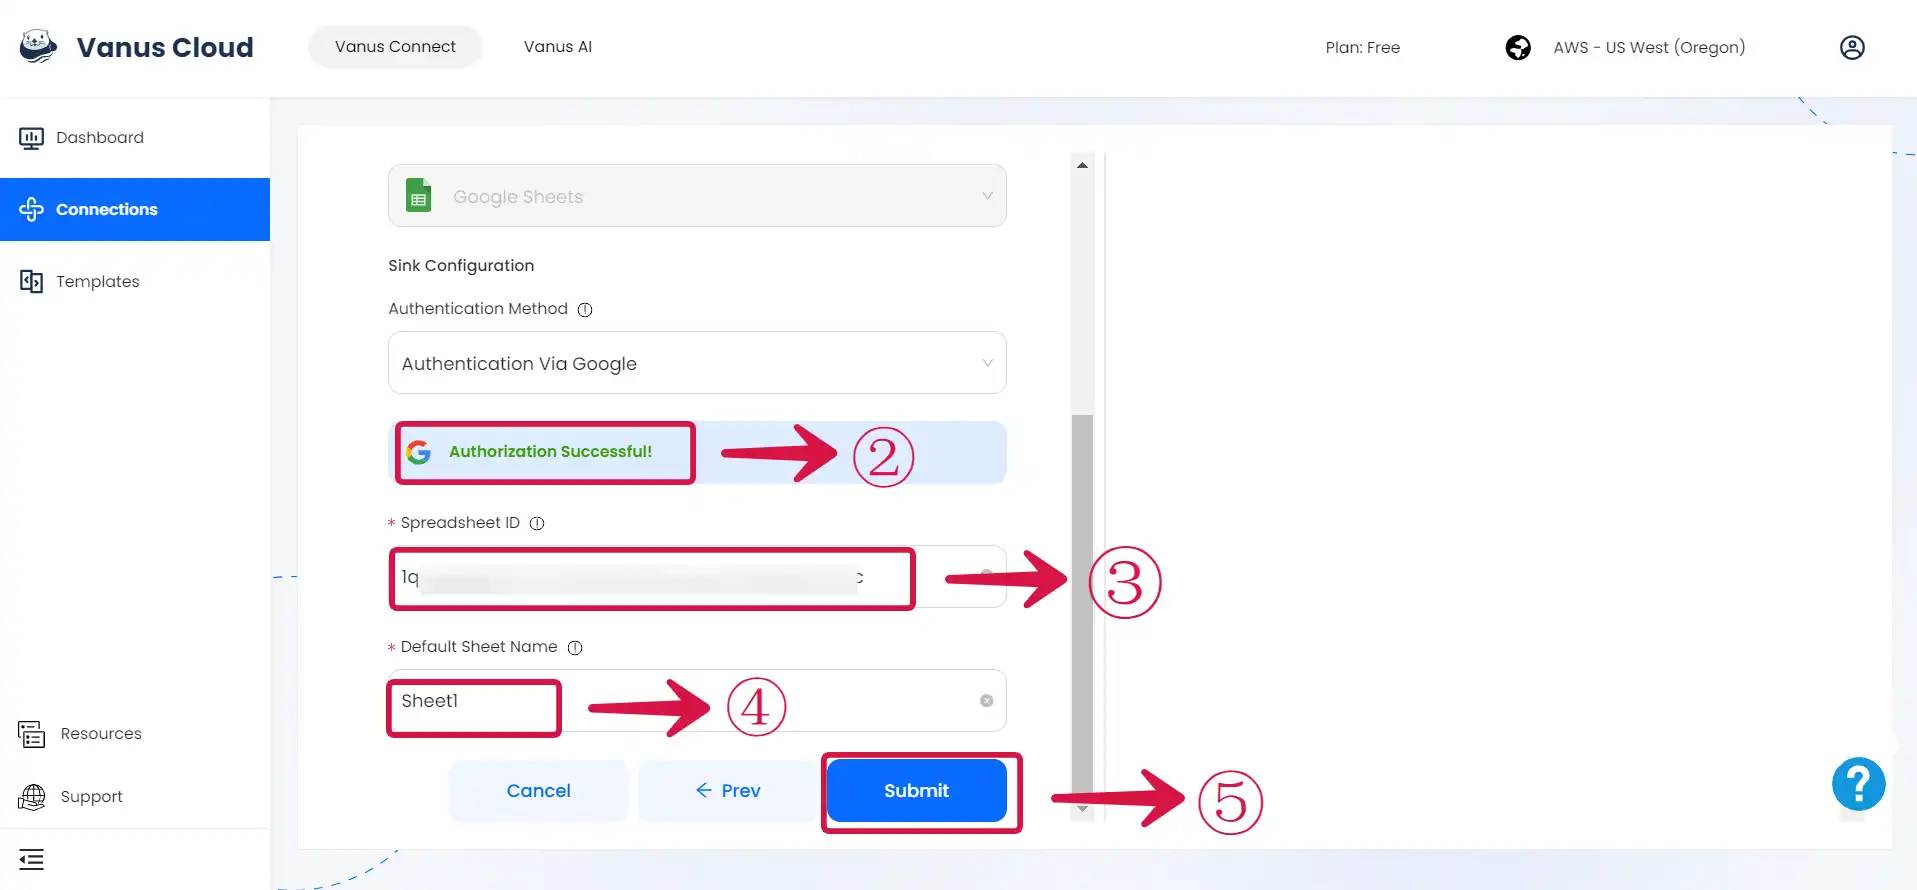 Vanus Cloud
Vanus Connect
Vanus AI
Plan: Free
AWS - US West (Oregon)
Dashboard
Connections
Templates
Resources
Support
Google Sheets
Sink Configuration
Authentication Method
Authentication Via Google
Authorization Successful!
②
* Spreadsheet ID
1q c
③
* Default Sheet Name
Sheet1
④
Cancel
← Prev
Submit
⑤
?